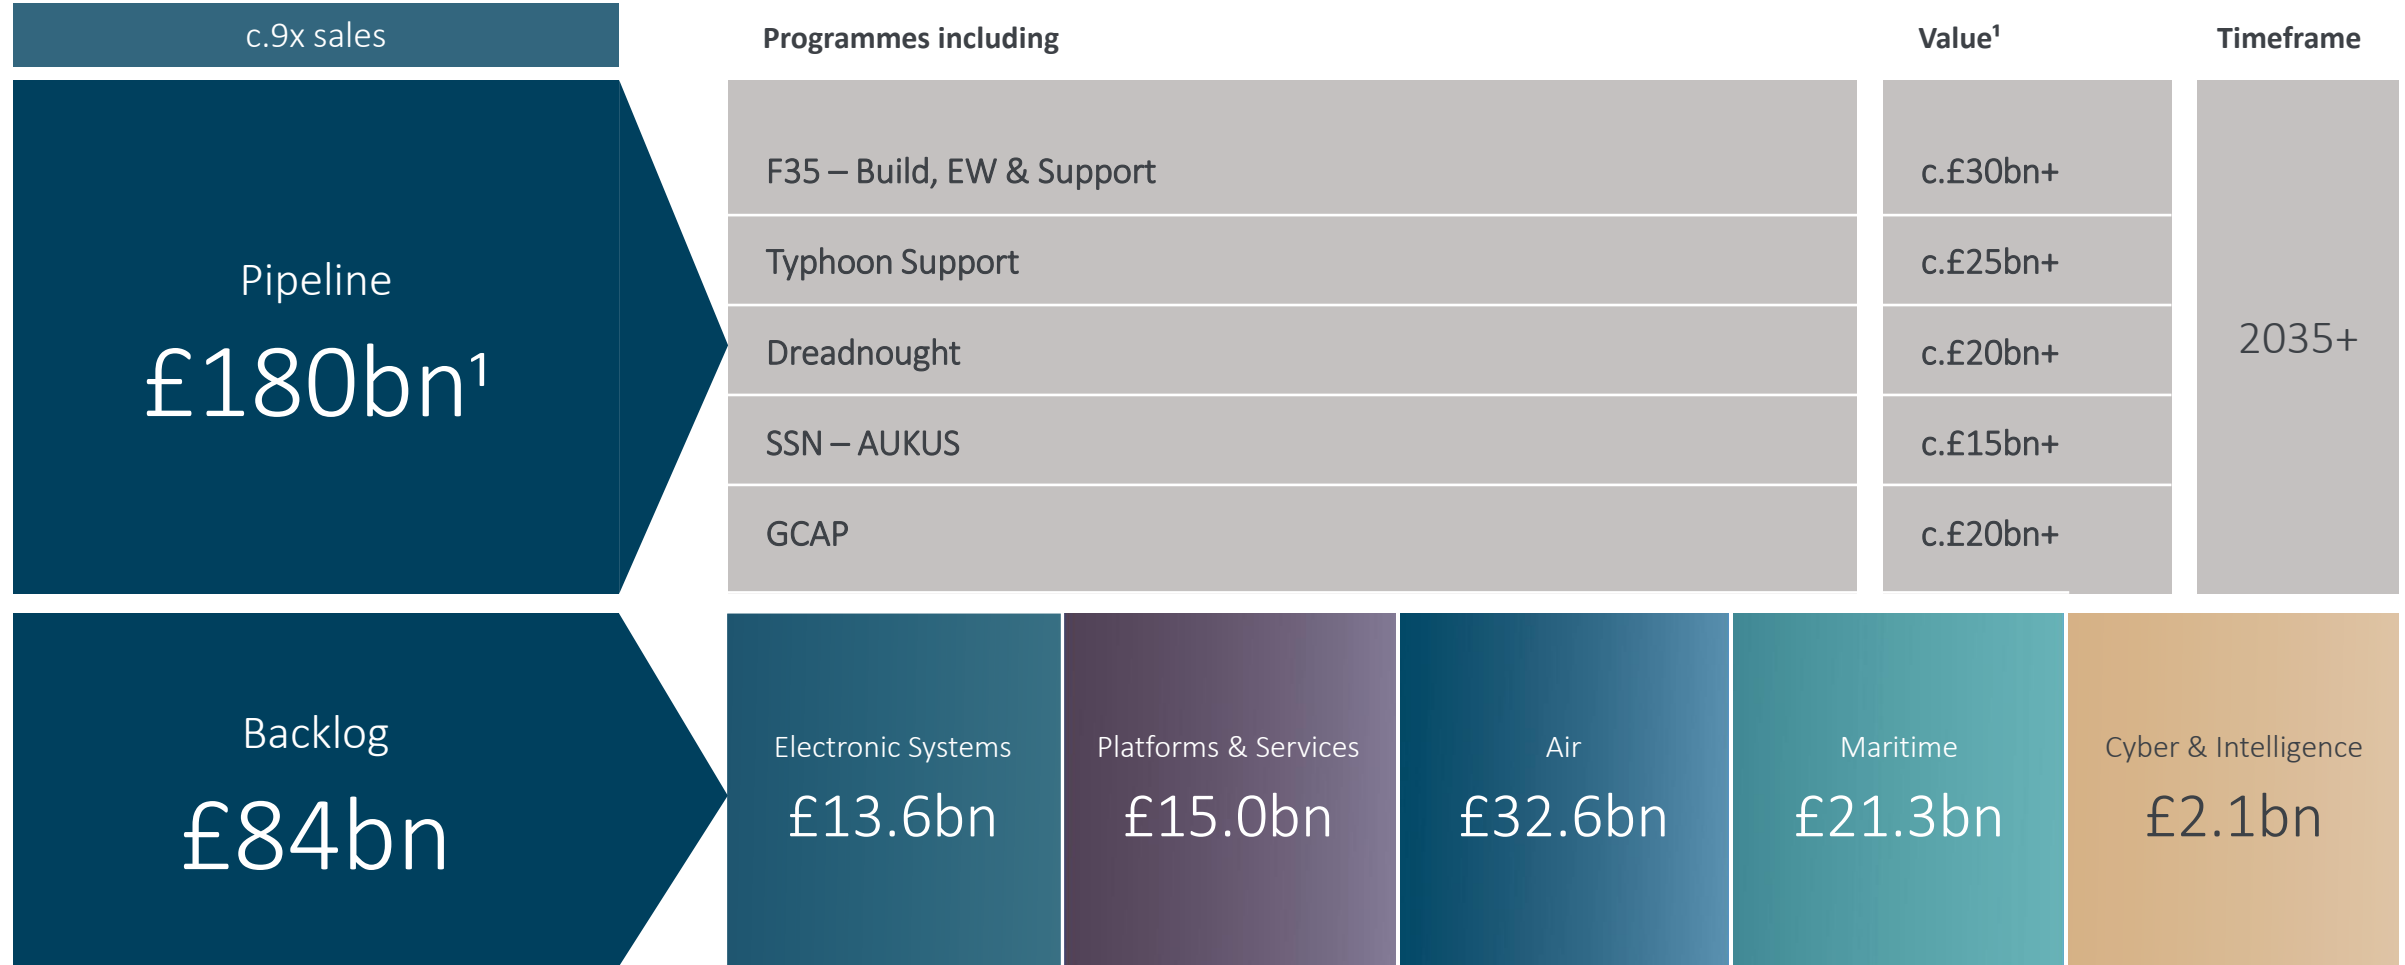 c.9x sales
Programmes including
Value¹
Timeframe
Pipeline
£180bn¹
F35 – Build, EW & Support
c.£30bn+
Typhoon Support
c.£25bn+
Dreadnought
c.£20bn+
SSN – AUKUS
c.£15bn+
GCAP
c.£20bn+
2035+
Backlog
£84bn
Electronic Systems
£13.6bn
Platforms & Services
£15.0bn
Air
£32.6bn
Maritime
£21.3bn
Cyber & Intelligence
£2.1bn